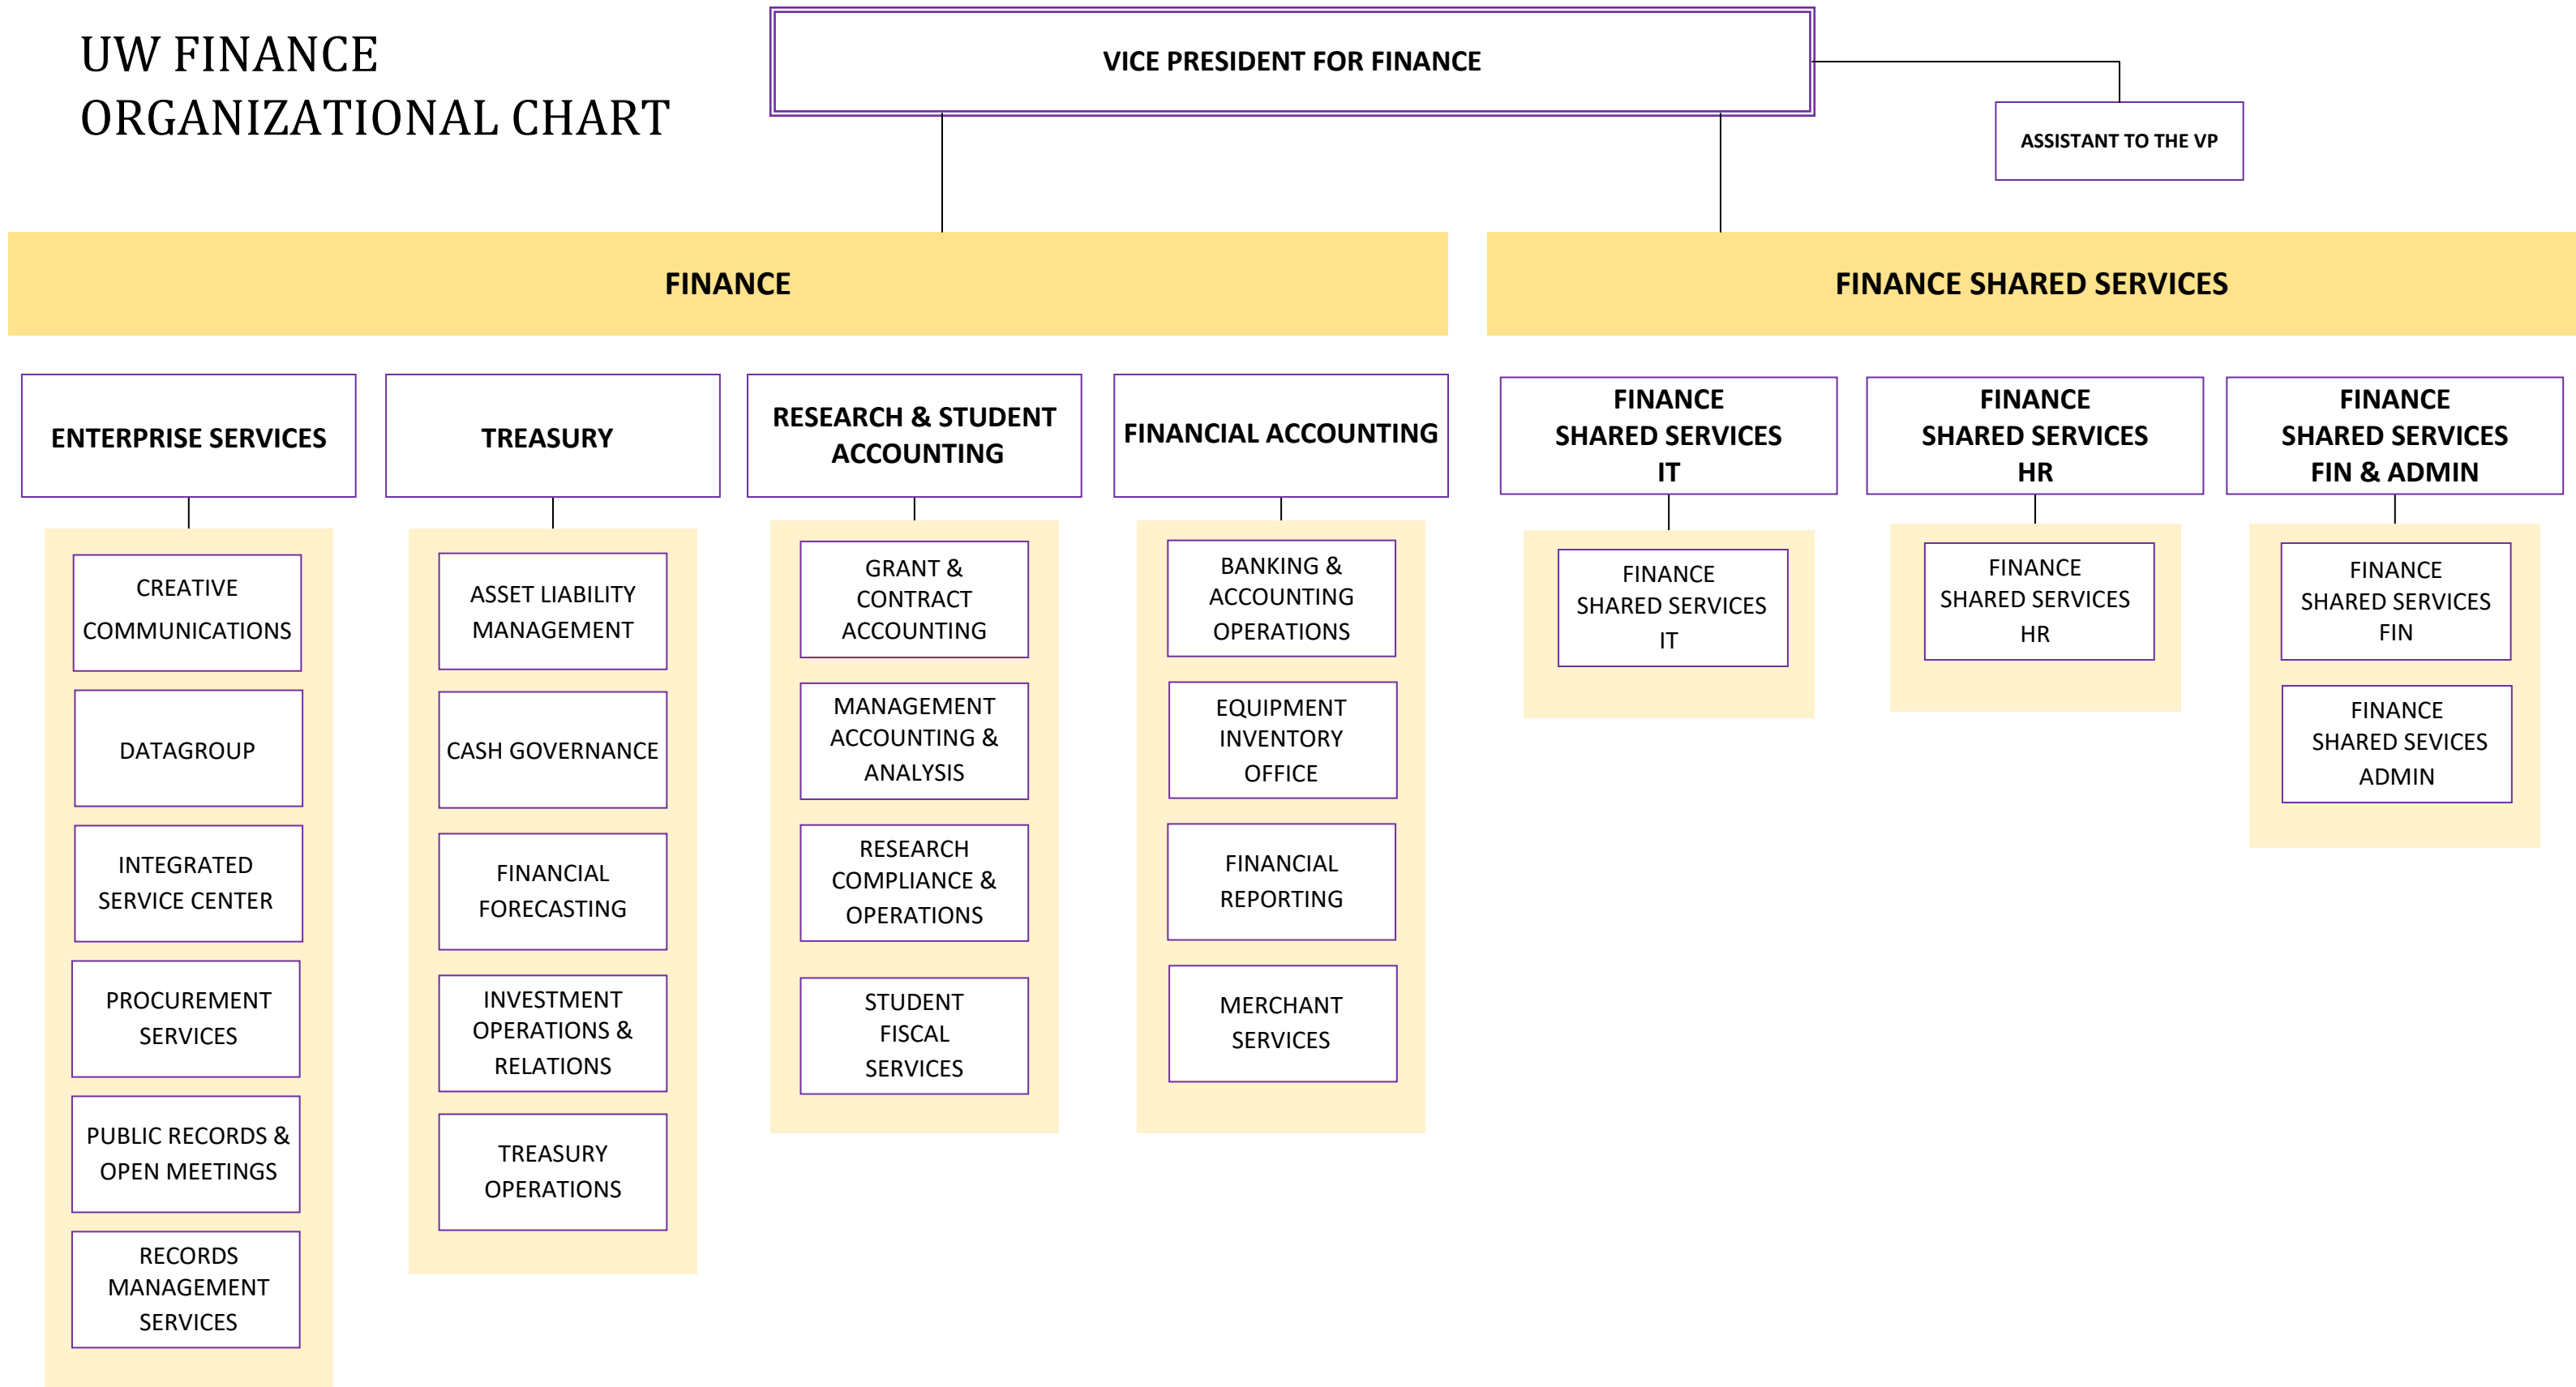 UW FINANCE
ORGANIZATIONAL CHART
VICE PRESIDENT FOR FINANCE
ASSISTANT TO THE VP
FINANCE
FINANCE SHARED SERVICES
ENTERPRISE SERVICES
TREASURY
RESEARCH & STUDENT
ACCOUNTING
FINANCIAL ACCOUNTING
FINANCE
SHARED SERVICES
IT
FINANCE
SHARED SERVICES
HR
FINANCE
SHARED SERVICES
FIN & ADMIN
CREATIVE
COMMUNICATIONS
DATAGROUP
INTEGRATED
SERVICE CENTER
PROCUREMENT
SERVICES
PUBLIC RECORDS &
OPEN MEETINGS
RECORDS
MANAGEMENT
SERVICES
ASSET LIABILITY
MANAGEMENT
CASH GOVERNANCE
FINANCIAL
FORECASTING
INVESTMENT
OPERATIONS &
RELATIONS
TREASURY
OPERATIONS
GRANT &
CONTRACT
ACCOUNTING
MANAGEMENT
ACCOUNTING &
ANALYSIS
RESEARCH
COMPLIANCE &
OPERATIONS
STUDENT
FISCAL
SERVICES
BANKING &
ACCOUNTING
OPERATIONS
EQUIPMENT
INVENTORY
OFFICE
FINANCIAL
REPORTING
MERCHANT
SERVICES
FINANCE
SHARED SERVICES
IT
FINANCE
SHARED SERVICES
HR
FINANCE
SHARED SERVICES
FIN
FINANCE
SHARED SEVICES
ADMIN